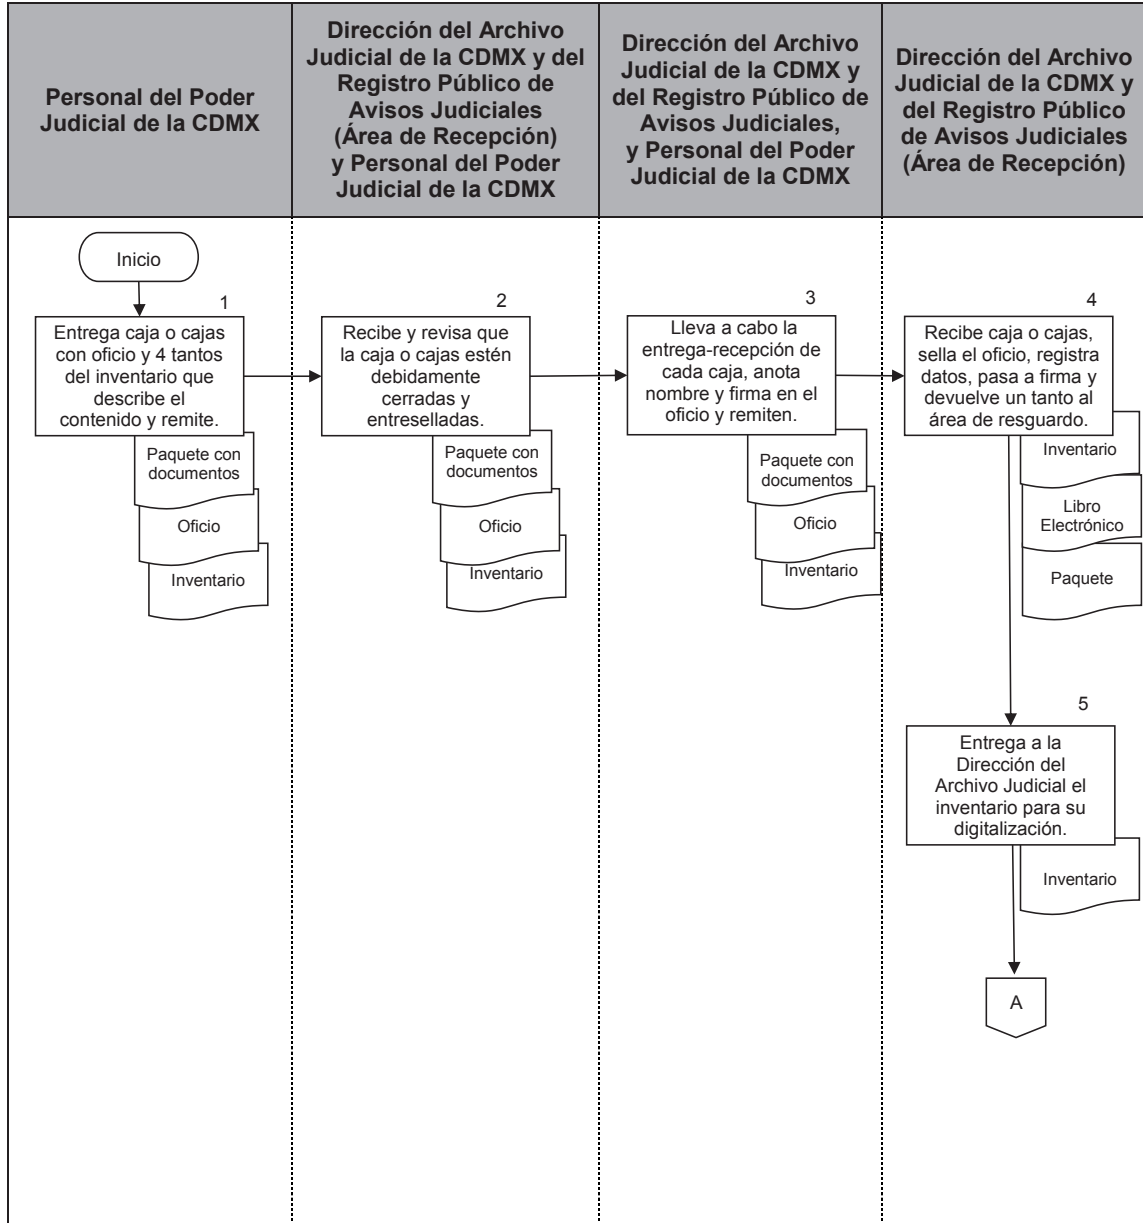 Personal del Poder
Judicial de la CDMX
Dirección del Archivo
Judicial de la CDMX y del
Registro Público de
Avisos Judiciales
(Área de Recepción)
y Personal del Poder
Judicial de la CDMX
Dirección del Archivo
Judicial de la CDMX y
del Registro Público de
Avisos Judiciales,
y Personal del Poder
Judicial de la CDMX
Dirección del Archivo
Judicial de la CDMX y
del Registro Público
de Avisos Judiciales
(Área de Recepción)
Inicio
1
Entrega caja o cajas
con oficio y 4 tantos
del inventario que
describe el
contenido y remite.
Paquete con
documentos
Oficio
Inventario
2
Recibe y revisa que
la caja o cajas estén
debidamente
cerradas y
entreselladas.
Paquete con
documentos
Oficio
Inventario
3
Lleva a cabo la
entrega-recepción de
cada caja, anota
nombre y firma en el
oficio y remiten.
Paquete con
documentos
Oficio
Inventario
4
Recibe caja o cajas,
sella el oficio, registra
datos, pasa a firma y
devuelve un tanto al
área de resguardo.
Inventario
Libro
Electrónico
Paquete
5
Entrega a la
Dirección del
Archivo Judicial el
inventario para su
digitalización.
Inventario
A